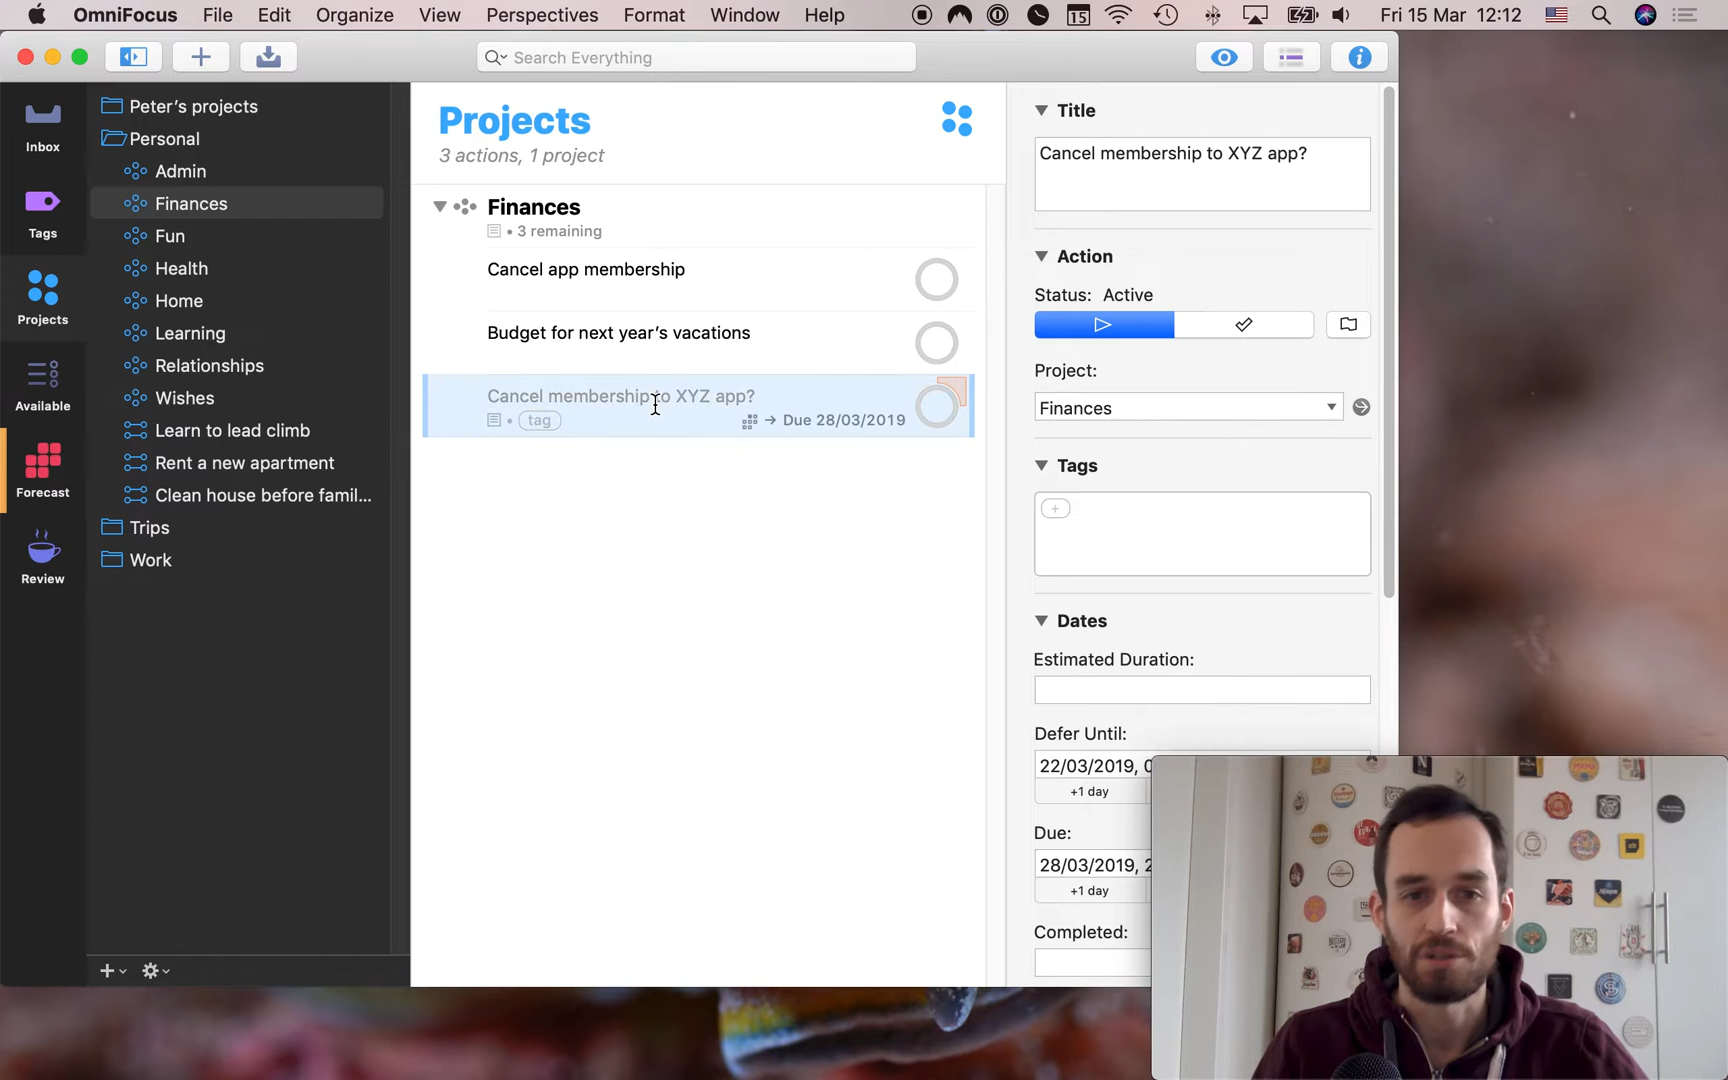 OmniFocus File Edit Organize View Perspectives Format Window Help 15 Fri 15 Mar 12:12
Search Everything
Inbox
Tags
Projects
Available
Forecast
Review
Peter's projects
Personal
Admin
Finances
Fun
Health
Home
Learning
Relationships
Wishes
Learn to lead climb
Rent a new apartment
Clean house before famil...
Trips
Work
Projects
3 actions, 1 project
Finances
• 3 remaining
Cancel app membership
Budget for next year's vacations
Cancel membership to XYZ app?
• tag Due 28/03/2019
Title
Cancel membership to XYZ app?
Action
Status: Active
Project:
Finances
Tags
Dates
Estimated Duration:
Defer Until:
22/03/2019, 0
+1 day
Due:
28/03/2019, 2
+1 day
Completed: